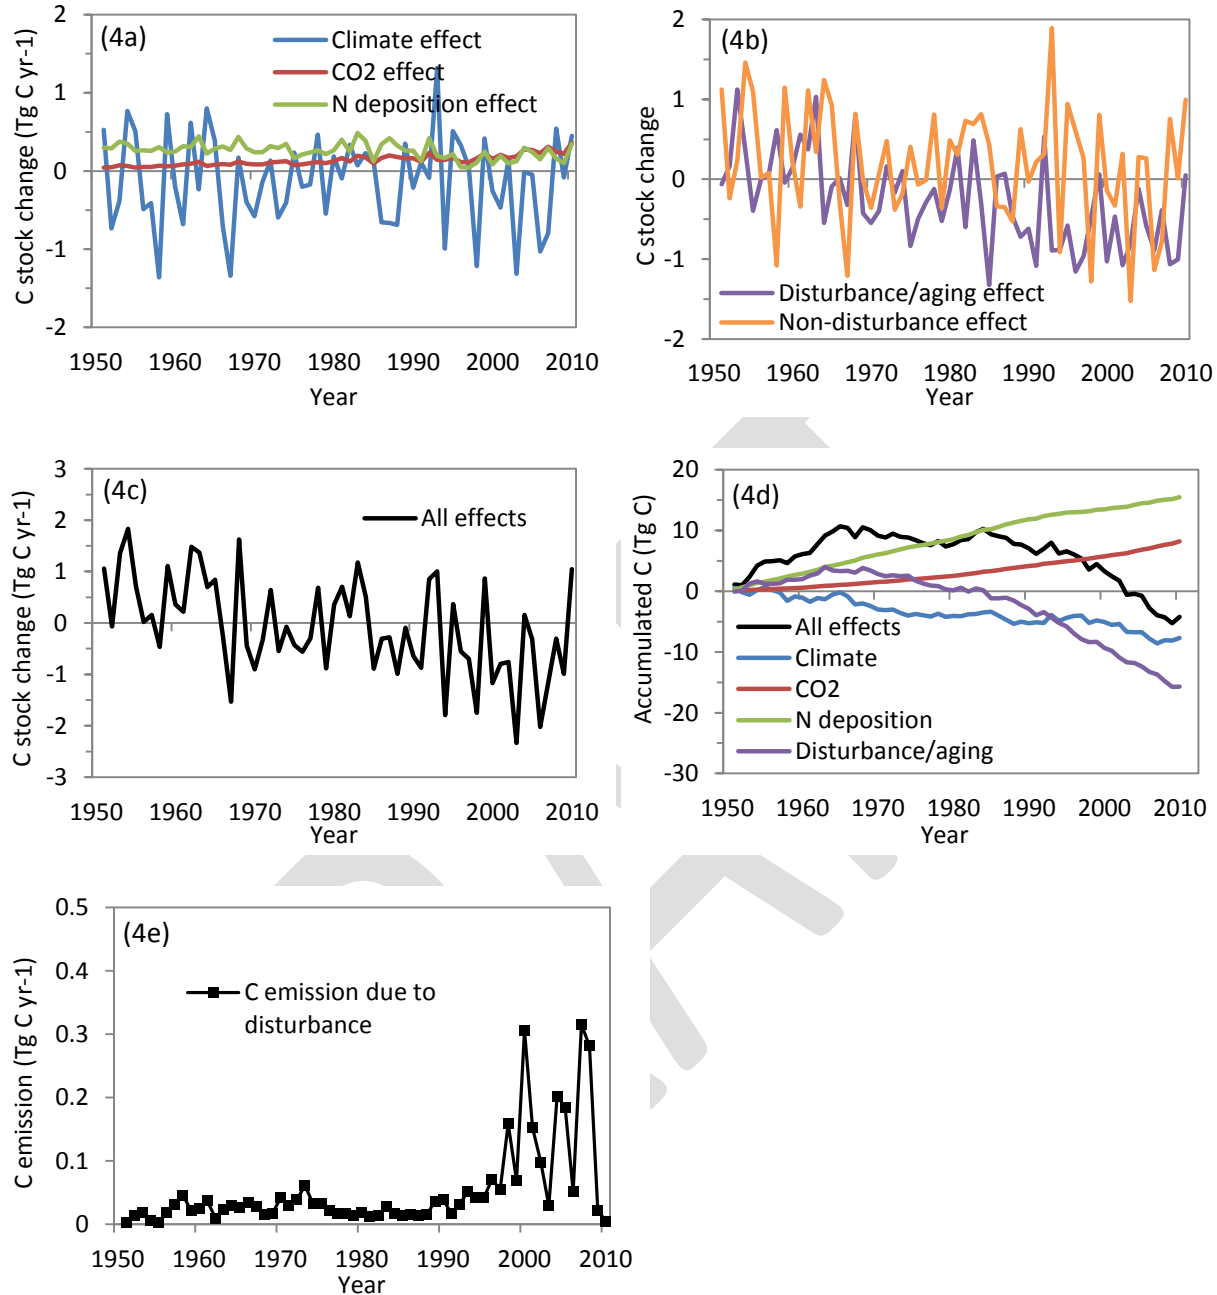 (4a)
C stock change (Tg C yr-1)
2
1
0
-1
-2
Climate effect
CO2 effect
N deposition effect
1950 1960 1970 1980 1990 2000 2010
Year
(4b)
C stock change
2
1
0
-1
-2
Disturbance/aging effect
Non-disturbance effect
1950 1960 1970 1980 1990 2000 2010
Year
(4c)
C stock change (Tg C yr-1)
3
2
1
0
-1
-2
-3
All effects
1950 1960 1970 1980 1990 2000 2010
Year
(4d)
Accumulated C (Tg C)
20
10
0
-10
-20
-30
All effects
Climate
CO2
N deposition
Disturbance/aging
1950 1960 1970 1980 1990 2000 2010
Year
(4e)
C emission (Tg C yr-1)
0.5
0.4
0.3
0.2
0.1
0
C emission due to
disturbance
1950 1960 1970 1980 1990 2000 2010
Year